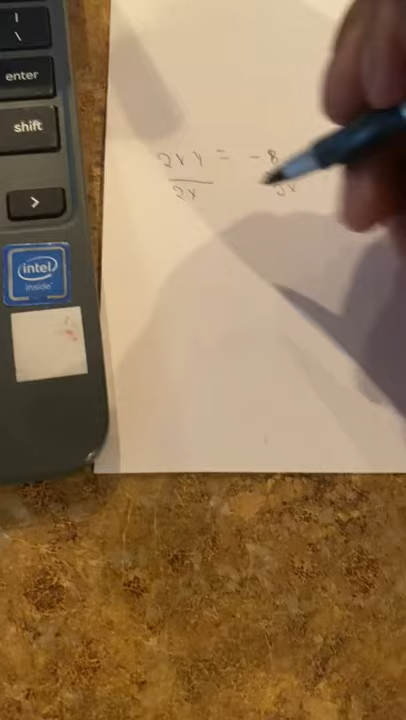 |
\
enter
shift
>
intel
inside
2xy = -8
2x 2x